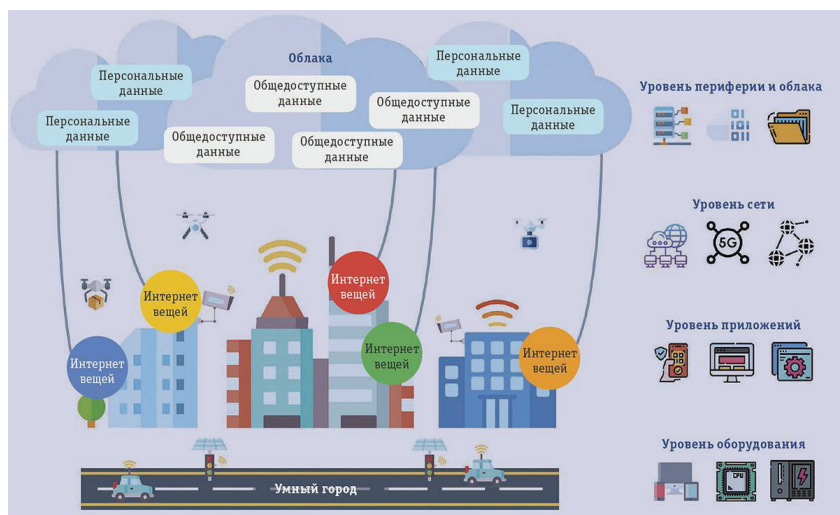 Облака
Персональные
данные
Персональные
данные
Общедоступные
данные
Общедоступные
данные
Персональные
данные
Общедоступные
данные
Общедоступные
данные
Персональные
данные
Интернет
вещей
Интернет
вещей
Интернет
вещей
Интернет
вещей
Интернет
вещей
Умный город
Уровень периферии и облака
Уровень сети
5G
Уровень приложений
Уровень оборудования
CPU